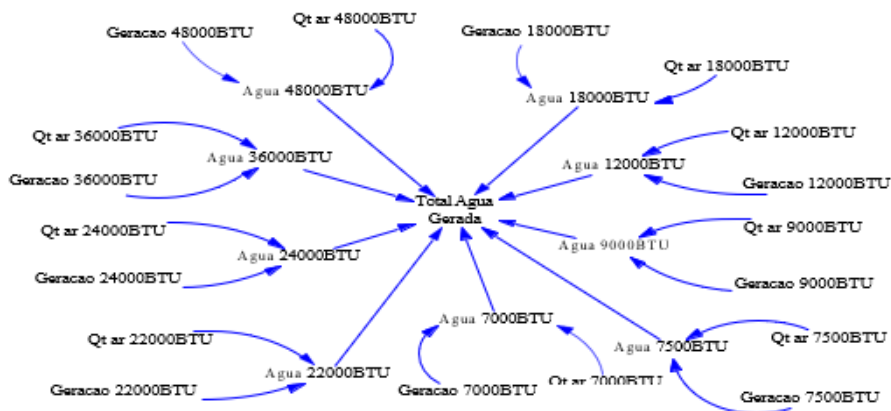 Geracao 48000BTU
Qt ar 48000BTU
Geracao 18000BTU
Qt ar 18000BTU
Agua 48000BTU
Agua 18000BTU
Qt ar 36000BTU
Agua 36000BTU
Geracao 36000BTU
Qt ar 12000BTU
Agua 12000BTU
Geracao 12000BTU
Total Agua
Gerada
Qt ar 24000BTU
Agua 24000BTU
Geracao 24000BTU
Qt ar 9000BTU
Agua 9000BTU
Geracao 9000BTU
Qt ar 22000BTU
Agua 22000BTU
Geracao 22000BTU
Agua 7000BTU
Geracao 7000BTU
Qt ar 7000BTU
Qt ar 7500BTU
Agua 7500BTU
Geracao 7500BTU